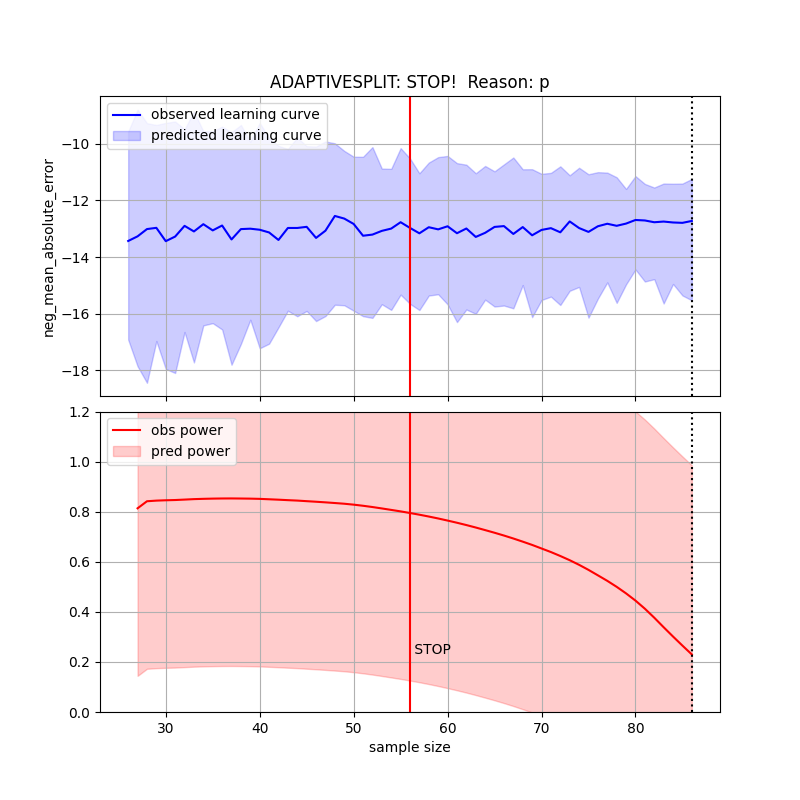 ADAPTIVESPLIT: STOP!  Reason: p
observed learning curve
predicted learning curve
neg_mean_absolute_error
−10
−12
−14
−16
−18
obs power
pred power
1.2
1.0
0.8
0.6
0.4
0.2
0.0
STOP
30 40 50 60 70 80
sample size